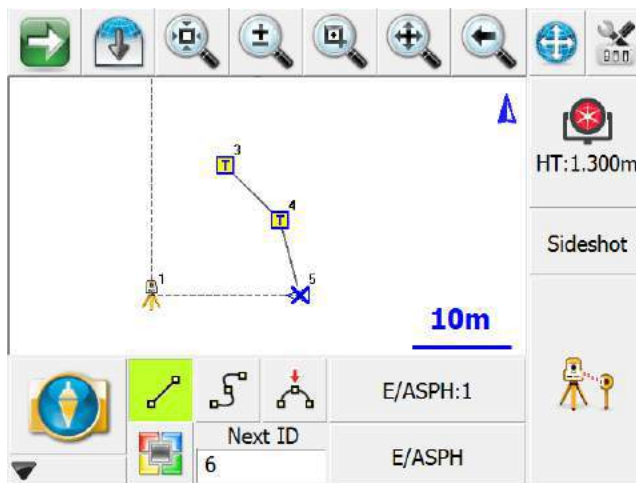 3
HT:1.300m
4
Sideshot
1
5
10m
E/ASPH:1
Next ID
6
E/ASPH
T
T